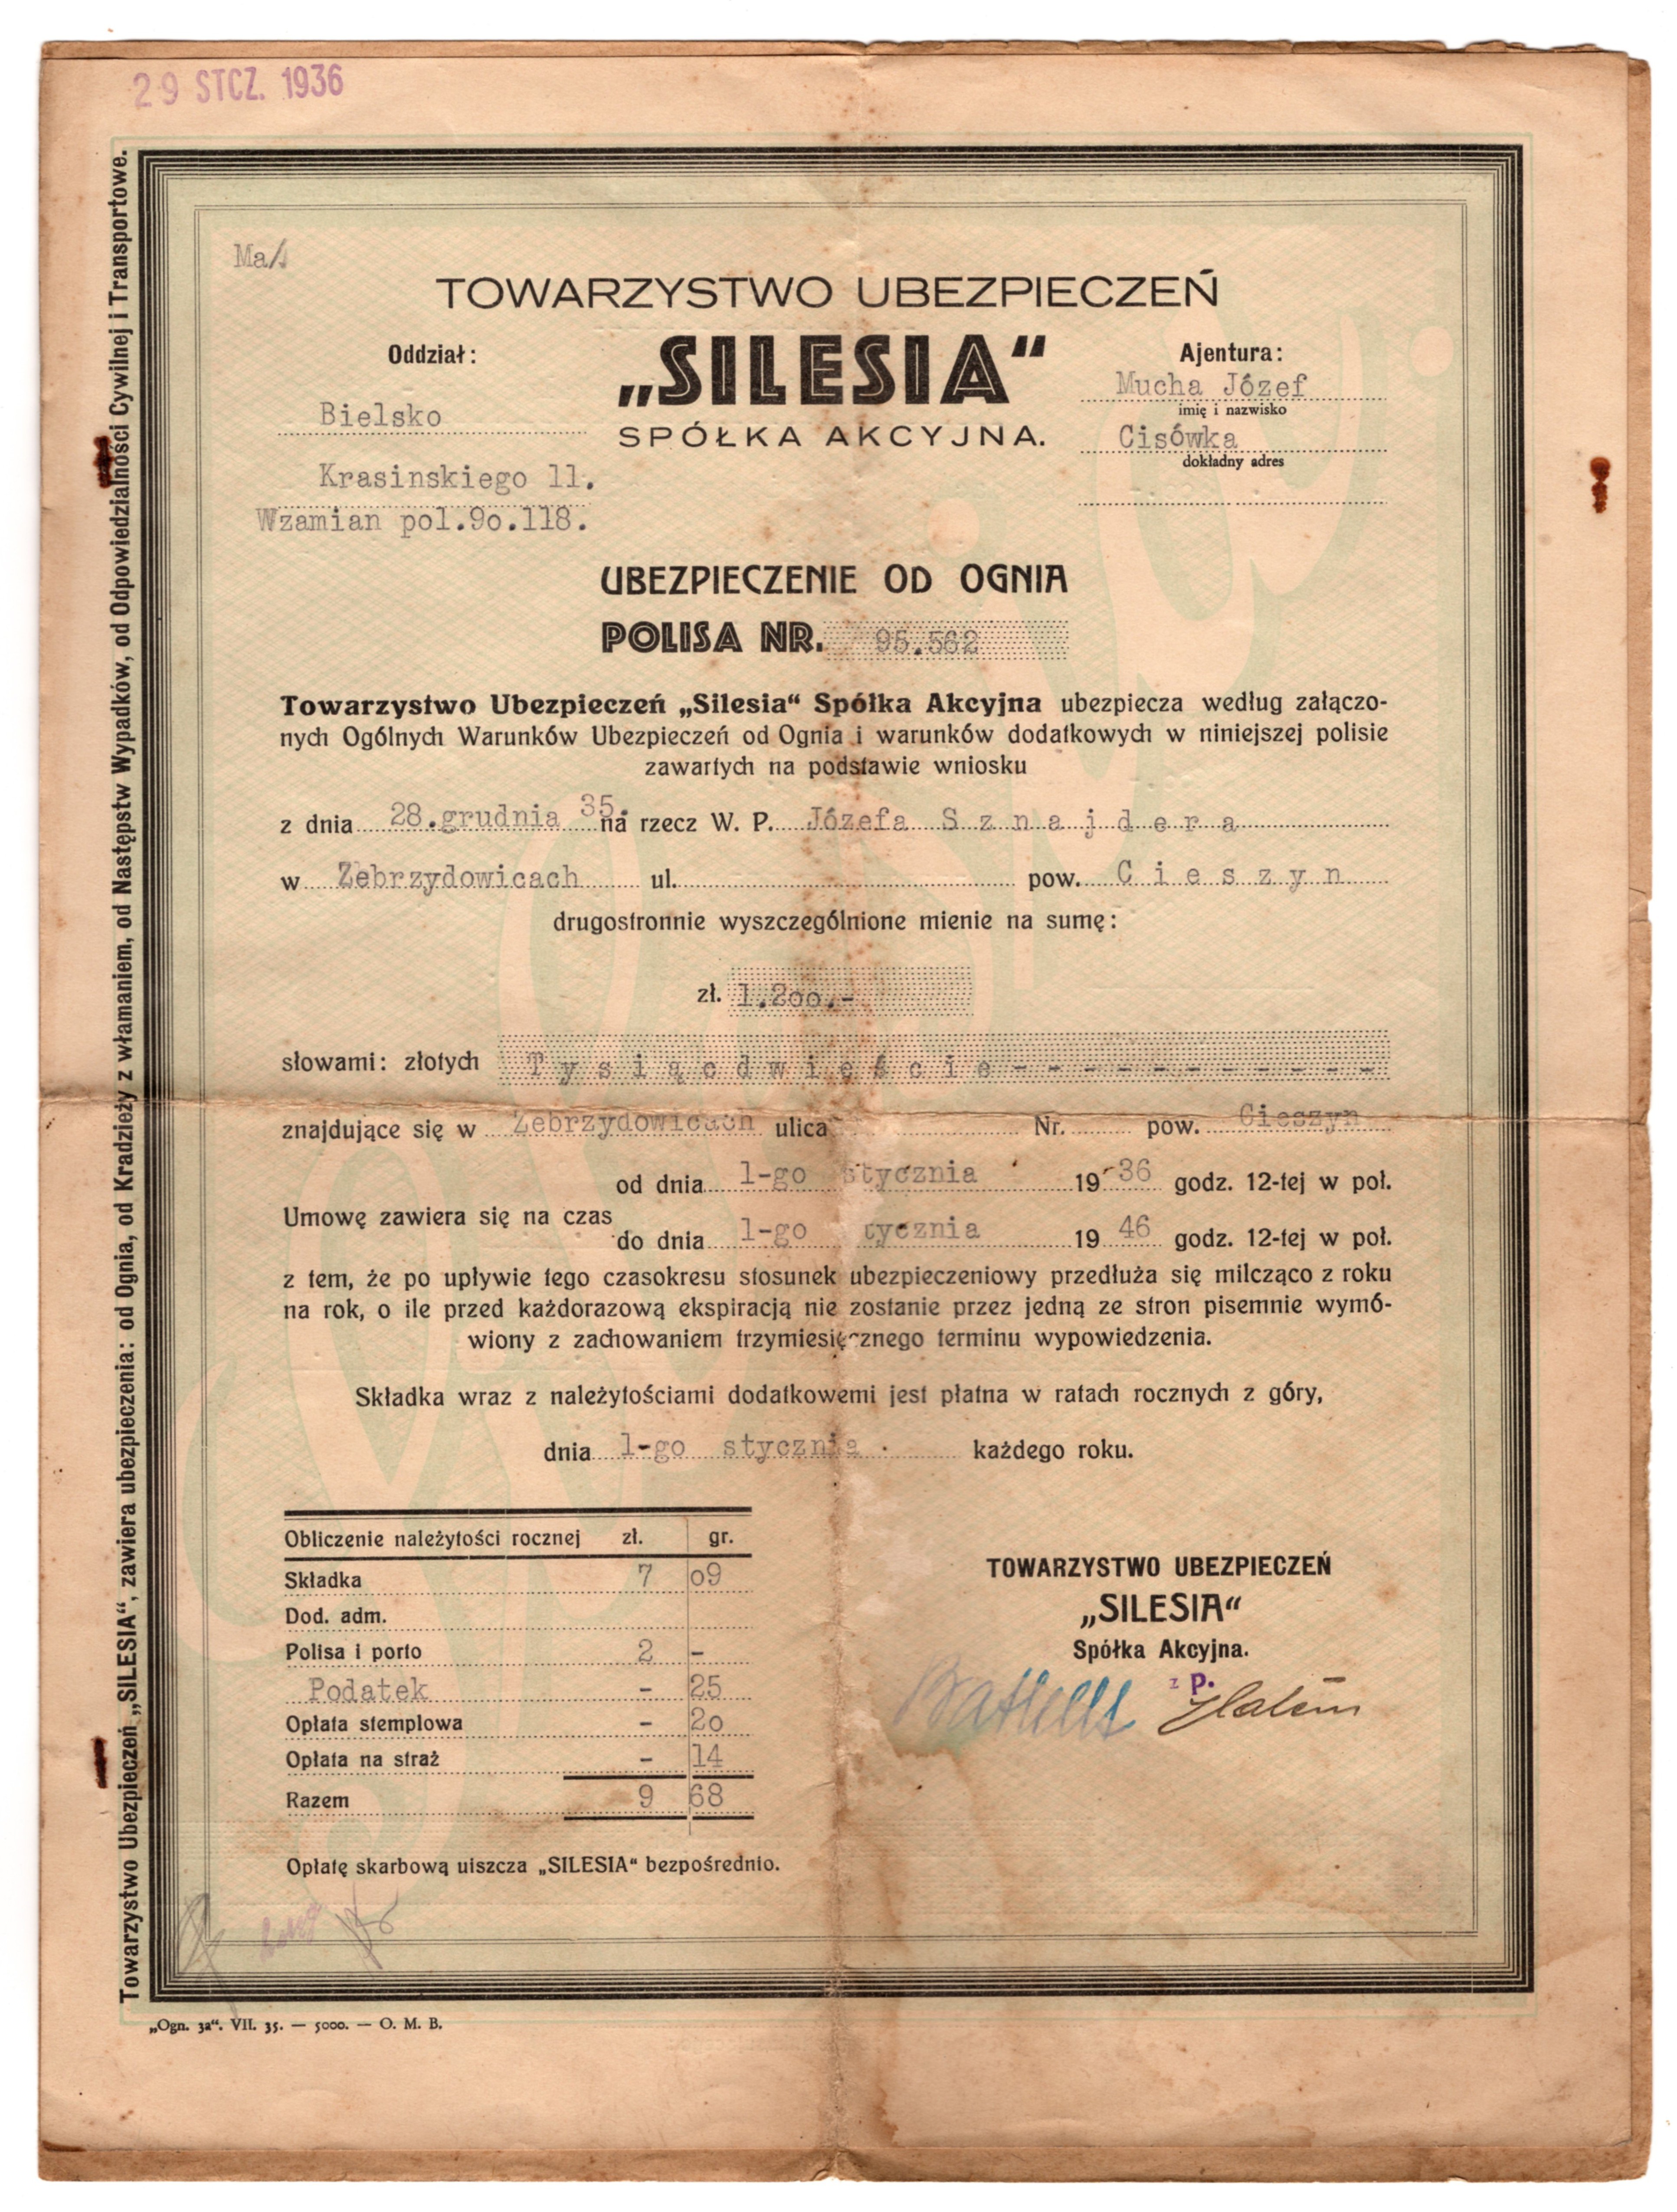 29 STCZ. 1936
Towarzystwo Ubezpieczeń „SILESIA“, zawiera ubezpieczenia: od Ognia, od Kradzieży z włamaniem, od Następstw Wypadków, od Odpowiedzialności Cywilnej i Transportowe.
Ma/
TOWARZYSTWO UBEZPIECZEŃ
„SILESIA“
SPÓŁKA AKCYJNA.
Oddział:
Bielsko
Krasinskiego 11.
Wzamian pol.9o.118.
Ajentura:
Mucha Józef
imię i nazwisko
Cisówka
dokładny adres
UBEZPIECZENIE OD OGNIA
POLISA NR. 95.562
Towarzystwo Ubezpieczeń „Silesia“ Spółka Akcyjna ubezpiecza według załączo-
nych Ogólnych Warunków Ubezpieczeń od Ognia i warunków dodatkowych w niniejszej polisie
zawartych na podstawie wniosku
z dnia 28.grudnia 35. na rzecz W. P. Józefa Sznajdera
w Zebrzydowicach ul. pow. Cieszyn
drugostronnie wyszczególnione mienie na sumę:
zł. 1.2oo.-
słowami: złotych Tysiącdwieście-----------
znajdujące się w Zebrzydowicach ulica Nr. pow. Cieszyn
od dnia 1-go stycznia 19 36 godz. 12-tej w poł.
Umowę zawiera się na czas
do dnia 1-go tycznia 19 46 godz. 12-tej w poł.
z tem, że po upływie tego czasokresu stosunek ubezpieczeniowy przedłuża się milcząco z roku
na rok, o ile przed każdorazową ekspiracją nie zostanie przez jedną ze stron pisemnie wymó-
wiony z zachowaniem trzymiesięcznego terminu wypowiedzenia.
Składka wraz z należytościami dodatkowemi jest płatna w ratach rocznych z góry,
dnia 1-go stycznia każdego roku.
Obliczenie należytości rocznej zł. gr.
Składka 7 o9
Dod. adm.
Polisa i porto 2 -
Podatek - 25
Opłata stemplowa - 2o
Opłata na straż - 14
Razem 9 68
Opłatę skarbową uiszcza „SILESIA“ bezpośrednio.
TOWARZYSTWO UBEZPIECZEŃ
„SILESIA“
Spółka Akcyjna.
z p.
„Ogn. 3a“. VII. 35. — 5000. — O. M. B.